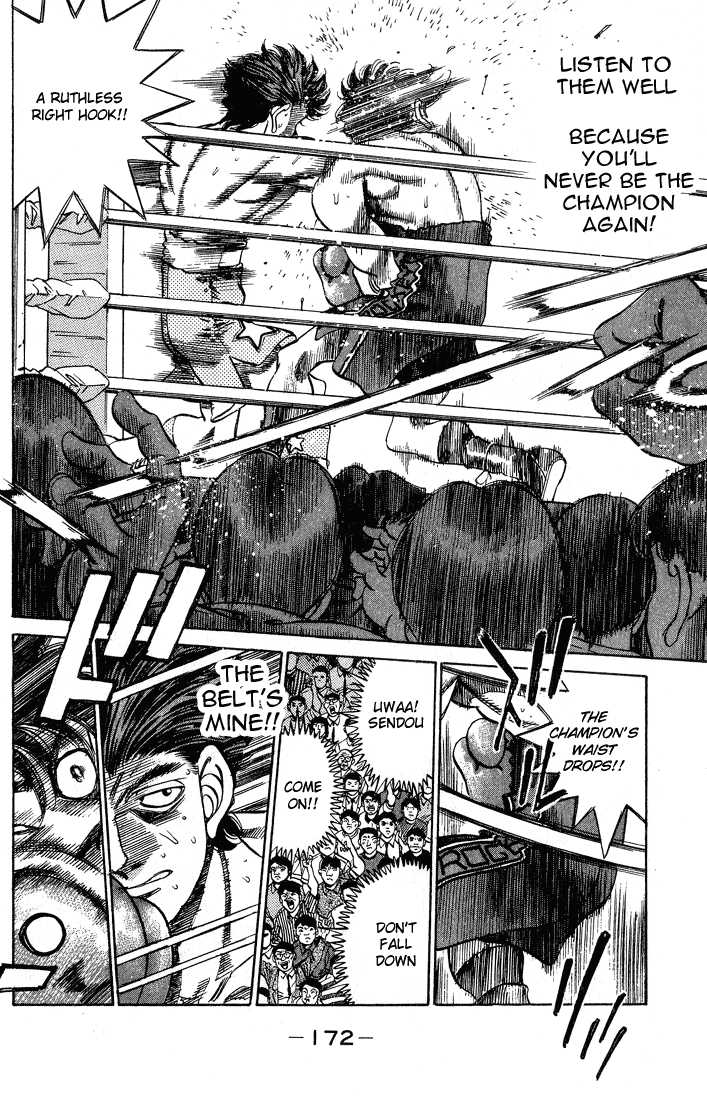 LISTEN TO
THEM WELL
BECAUSE
YOU'LL
NEVER BE THE
CHAMPION
AGAIN!
A RUTHLESS
RIGHT HOOK!!
THE
CHAMPION'S
WAIST
DROPS!!
UWAA!
SENDOU
COME
ON!!
DON'T
FALL
DOWN
THE
BELT'S
MINE!!
-172-